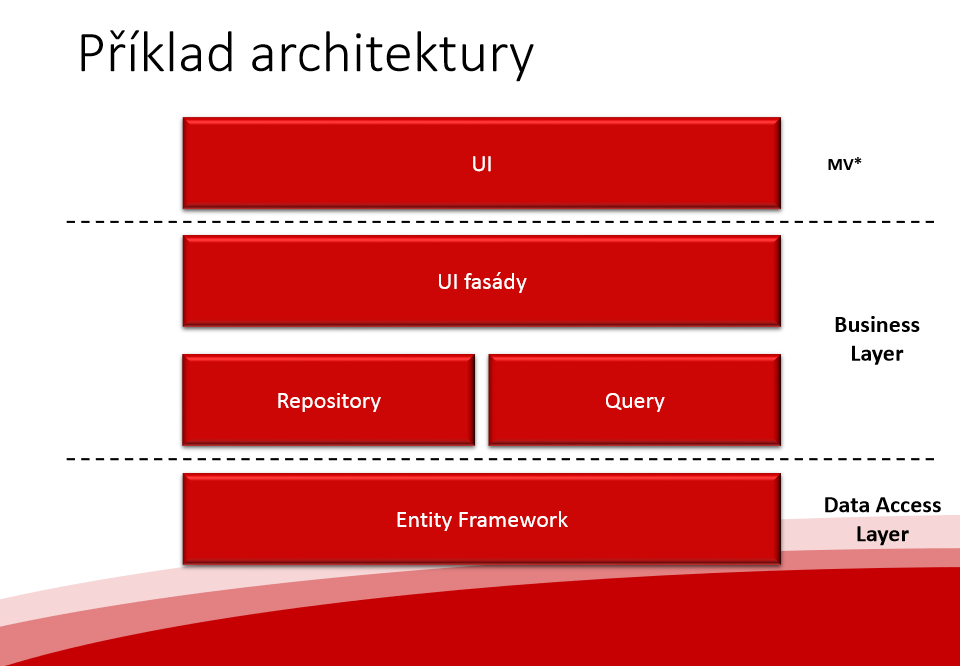 Příklad architektury
UI
MV*
UI fasády
Business
Layer
Repository
Query
Entity Framework
Data Access
Layer